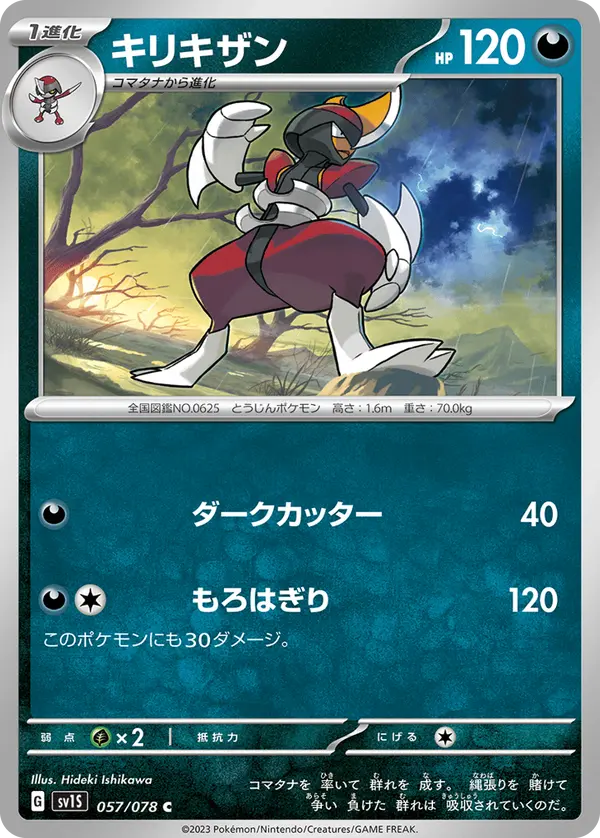 1進化
キリキザン
HP 120
コマタナから進化
全国図鑑NO.0625 とうじんポケモン 高さ:1.6m 重さ:70.0kg
ダークカッター 40
もろはぎり 120
このポケモンにも30ダメージ。
弱点 ×2 抵抗力 にげる
Illus. Hideki Ishikawa
G sv1S 057/078 C
コマタナを 率いて 群れを 成す。 縄張りを 賭けて
争い 負けた 群れは 吸収されていくのだ。
©2023 Pokémon/Nintendo/Creatures/GAME FREAK.